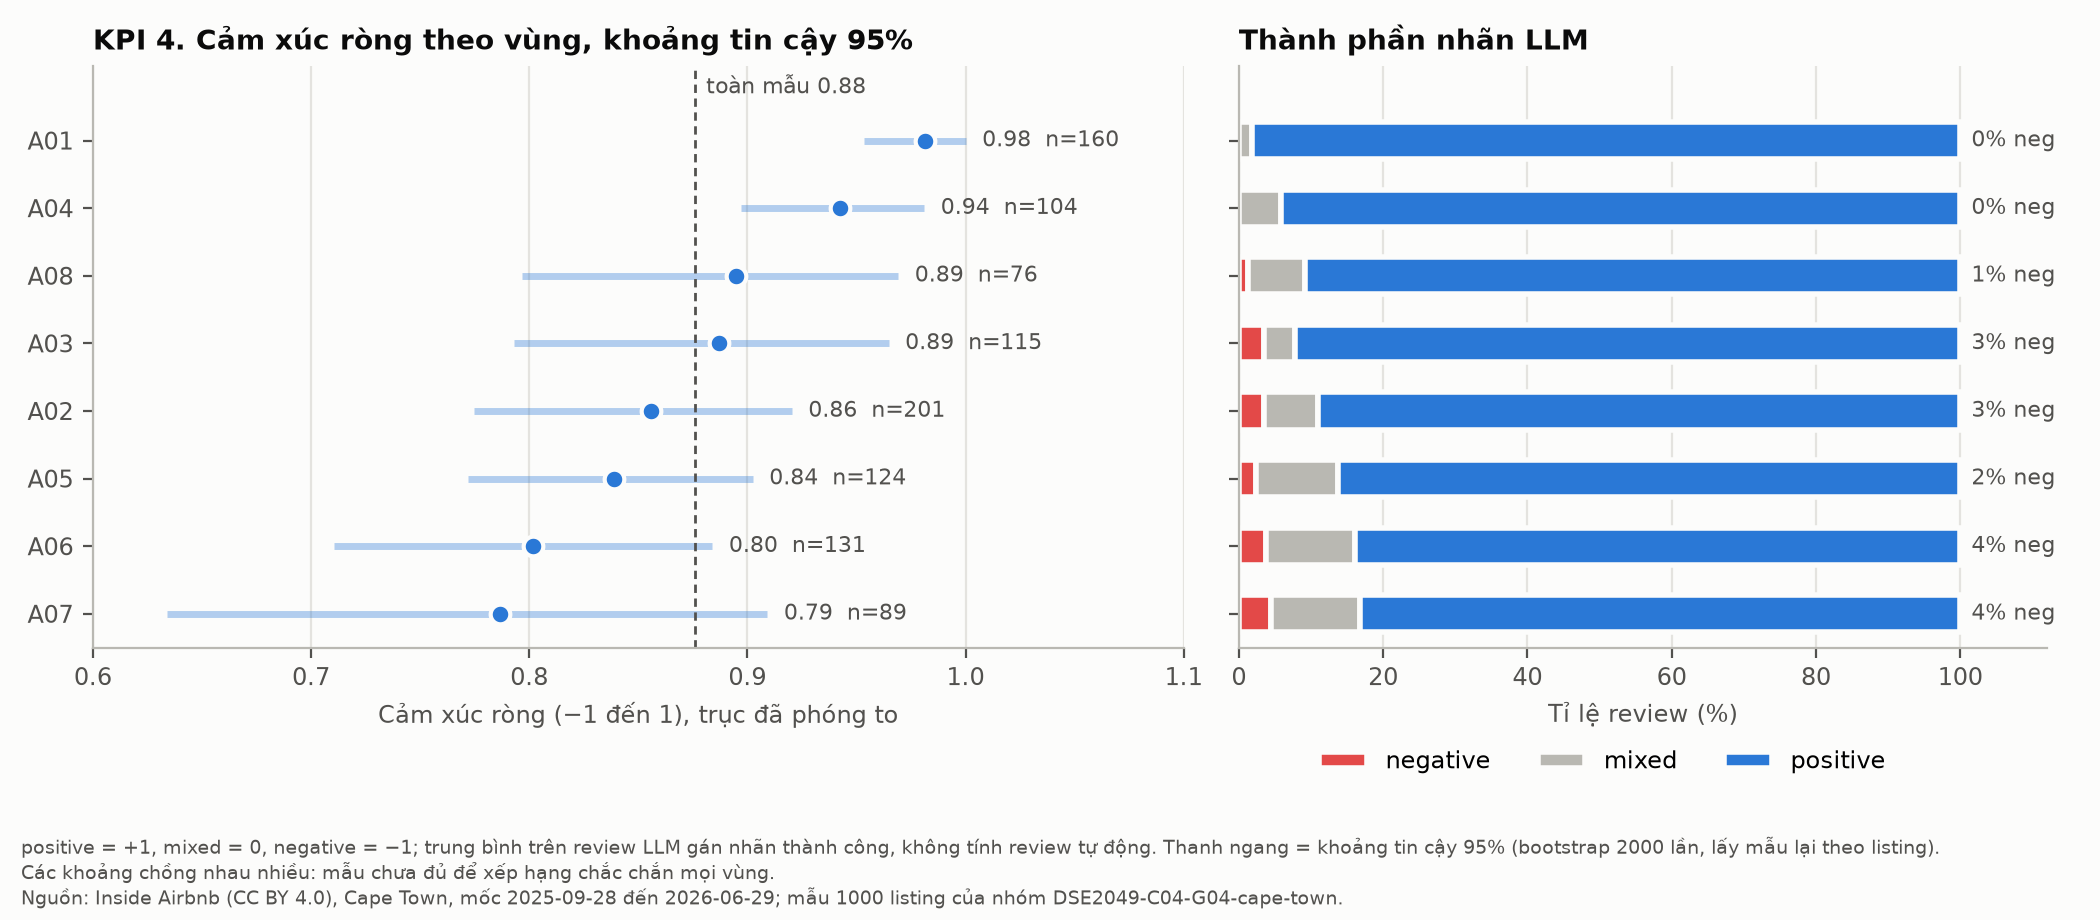 KPI 4. Cảm xúc ròng theo vùng, khoảng tin cậy 95%
toàn mẫu 0.88
A01
0.98 n=160
A04
0.94 n=104
A08
0.89 n=76
A03
0.89 n=115
A02
0.86 n=201
A05
0.84 n=124
A06
0.80 n=131
A07
0.79 n=89
0.6 0.7 0.8 0.9 1.0 1.1
Cảm xúc ròng (−1 đến 1), trục đã phóng to
Thành phần nhãn LLM
0% neg
0% neg
1% neg
3% neg
3% neg
2% neg
4% neg
4% neg
0 20 40 60 80 100
Tỉ lệ review (%)
negative mixed positive
positive = +1, mixed = 0, negative = −1; trung bình trên review LLM gán nhãn thành công, không tính review tự động. Thanh ngang = khoảng tin cậy 95% (bootstrap 2000 lần, lấy mẫu lại theo listing).
Các khoảng chồng nhau nhiều: mẫu chưa đủ để xếp hạng chắc chắn mọi vùng.
Nguồn: Inside Airbnb (CC BY 4.0), Cape Town, mốc 2025-09-28 đến 2026-06-29; mẫu 1000 listing của nhóm DSE2049-C04-G04-cape-town.